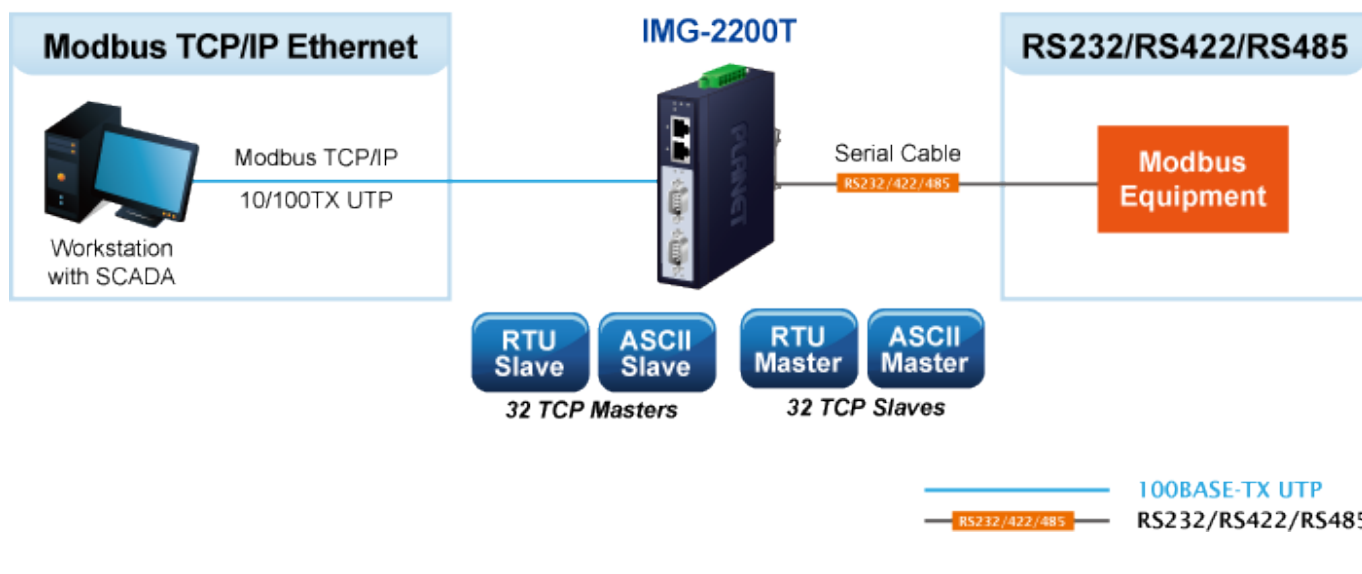 Modbus TCP/IP Ethernet
IMG-2200T
RS232/RS422/RS485
Modbus TCP/IP
10/100TX UTP
Workstation
with SCADA
PLANET
Serial Cable
RS232/422/485
Modbus
Equipment
RTU
Slave
ASCII
Slave
RTU
Master
ASCII
Master
32 TCP Masters
32 TCP Slaves
100BASE-TX UTP
RS232/422/485
RS232/RS422/RS485